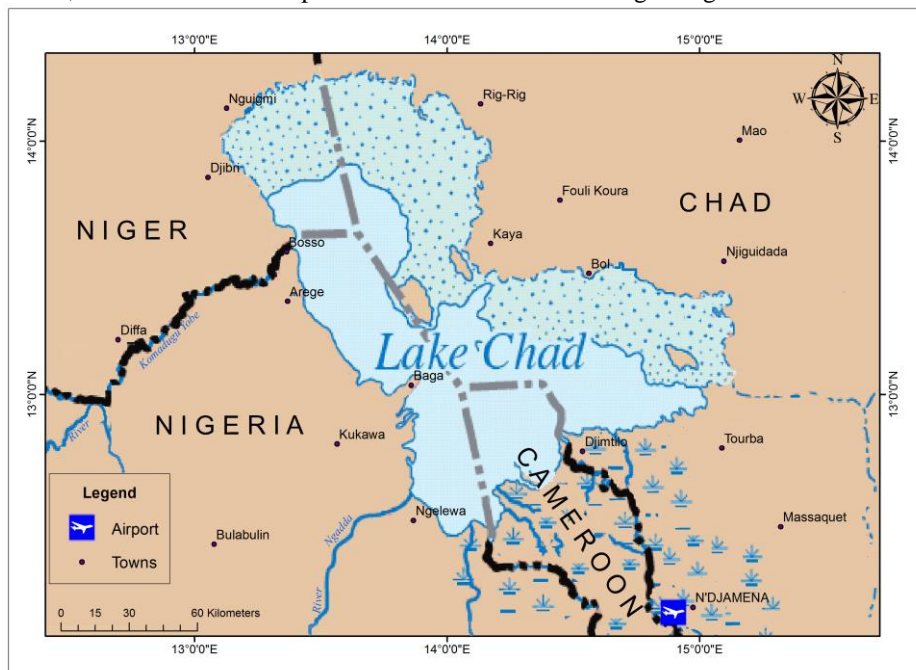 13°0'0"E
14°0'0"E
15°0'0"E
N
W
E
S
Rig-Rig
Nguigmi
Mao
14°0'0"N
14°0'0"N
Djibri
Fouli Koura
CHAD
NIGER
Kaya
Bosso
Njiguidada
Bol
Arege
Diffa
Komadugu Yobe
Lake Chad
Baga
13°0'0"N
13°0'0"N
NIGERIA
River
Kukawa
Djimtilo
Tourba
CAMEROON
Legend
Airport
Towns
Ngelewa
Massaquet
Bulabulin
Ngadda
River
N'DJAMENA
0 15 30 60 Kilometers
13°0'0"E
14°0'0"E
15°0'0"E